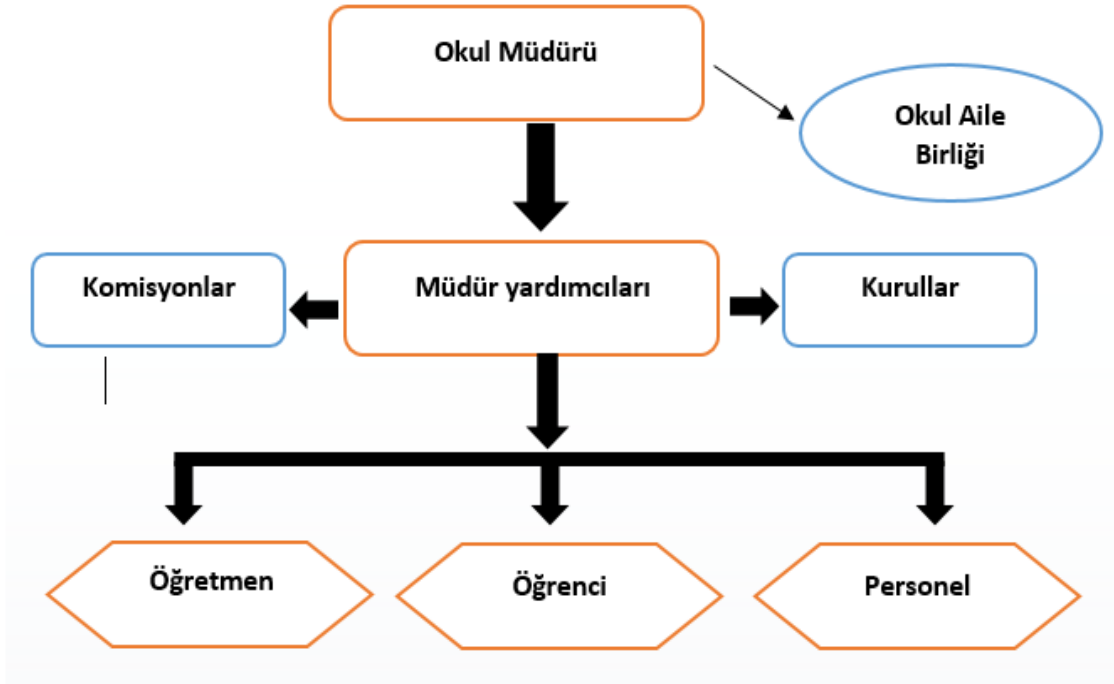 Okul Müdürü
Okul Aile
Birliği
Komisyonlar
Müdür yardımcıları
Kurullar
Öğretmen
Öğrenci
Personel